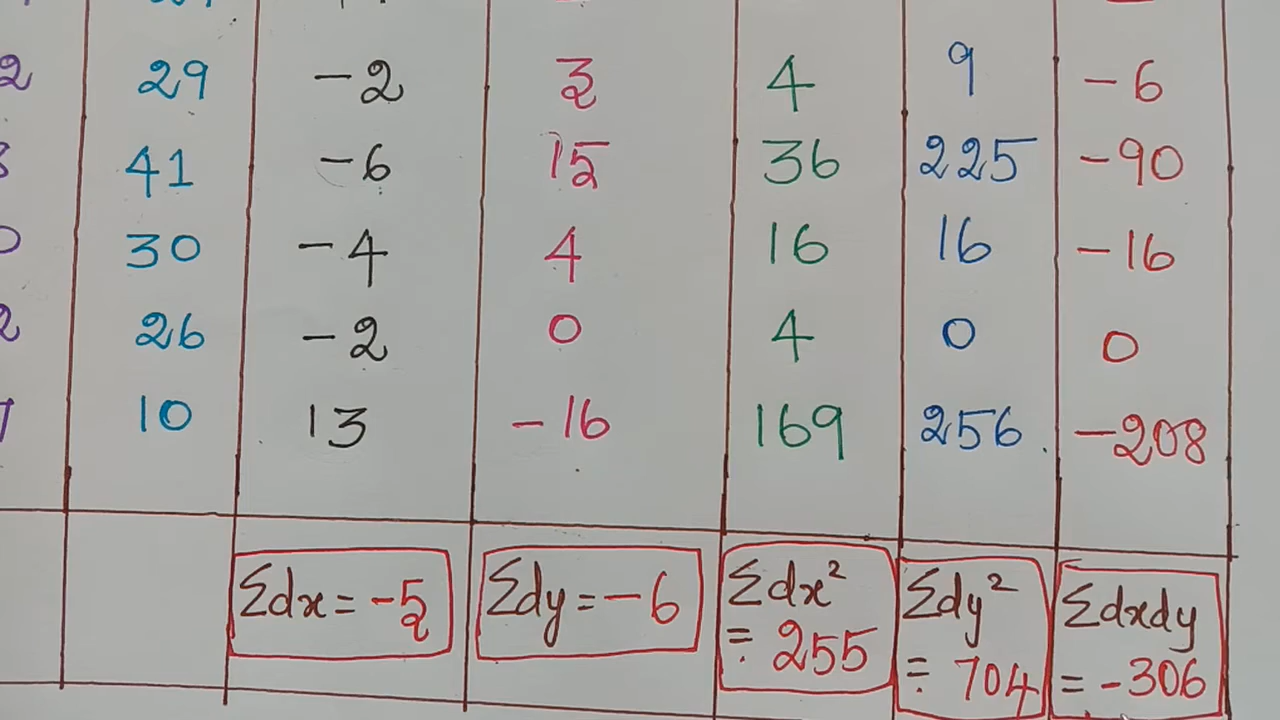 29 -2 3 4 9 -6
41 -6 15 36 225 -90
30 -4 4 16 16 -16
26 -2 0 4 0 0
10 13 -16 169 256 -208
Σdx = -5 Σdy = -6 Σdx² = 255 Σdy² = 704 Σdxdy = -306